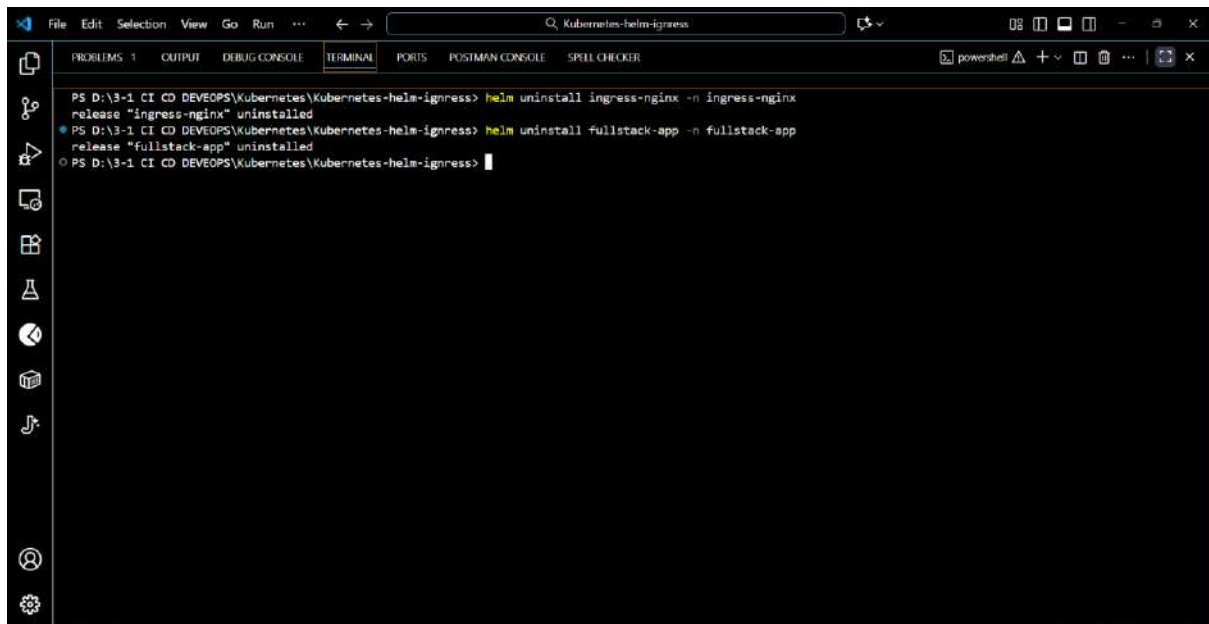 File Edit Selection View Go Run ··· ← → Kubernetes-helm-ignress
PROBLEMS 1 OUTPUT DEBUG CONSOLE TERMINAL PORTS POSTMAN CONSOLE SPELL CHECKER powershell
PS D:\3-1 CI CD DEVEOPS\Kubernetes\Kubernetes-helm-ignress> helm uninstall ingress-nginx -n ingress-nginx
release "ingress-nginx" uninstalled
PS D:\3-1 CI CD DEVEOPS\Kubernetes\Kubernetes-helm-ignress> helm uninstall fullstack-app -n fullstack-app
release "fullstack-app" uninstalled
PS D:\3-1 CI CD DEVEOPS\Kubernetes\Kubernetes-helm-ignress>